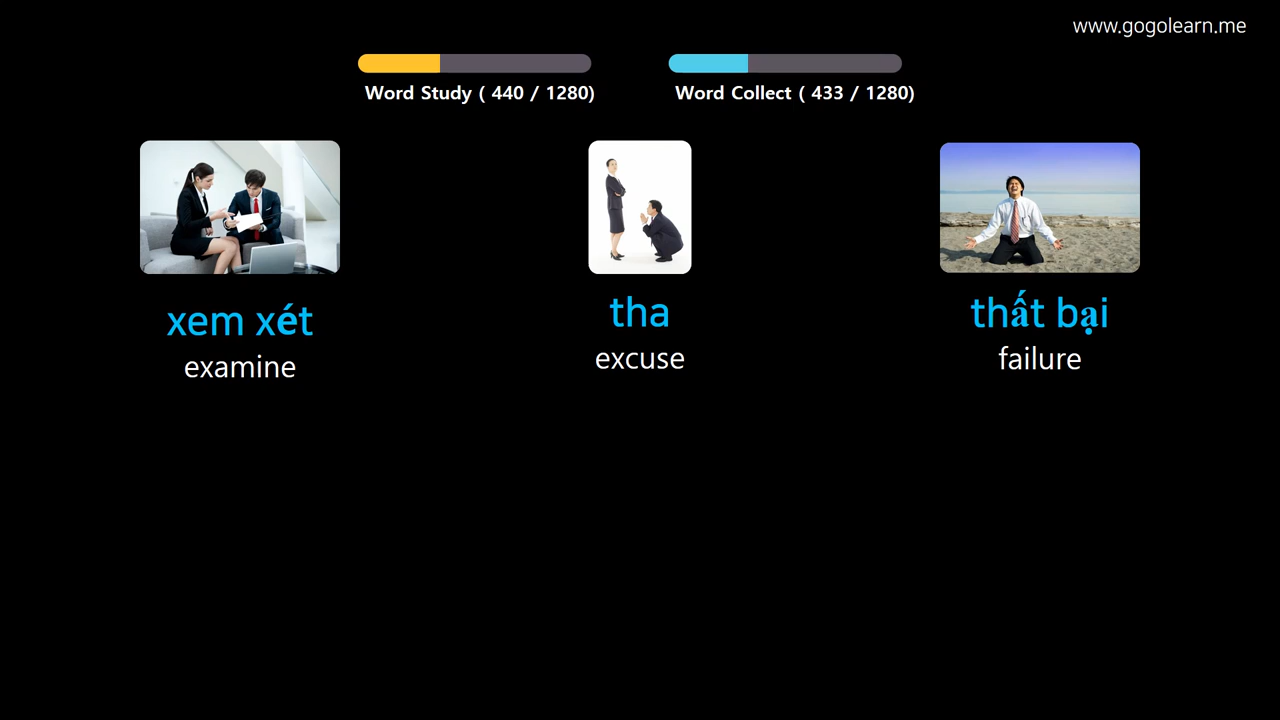 www.gogolearn.me
Word Study ( 440 / 1280)
Word Collect ( 433 / 1280)
xem xét
examine
tha
excuse
thất bại
failure